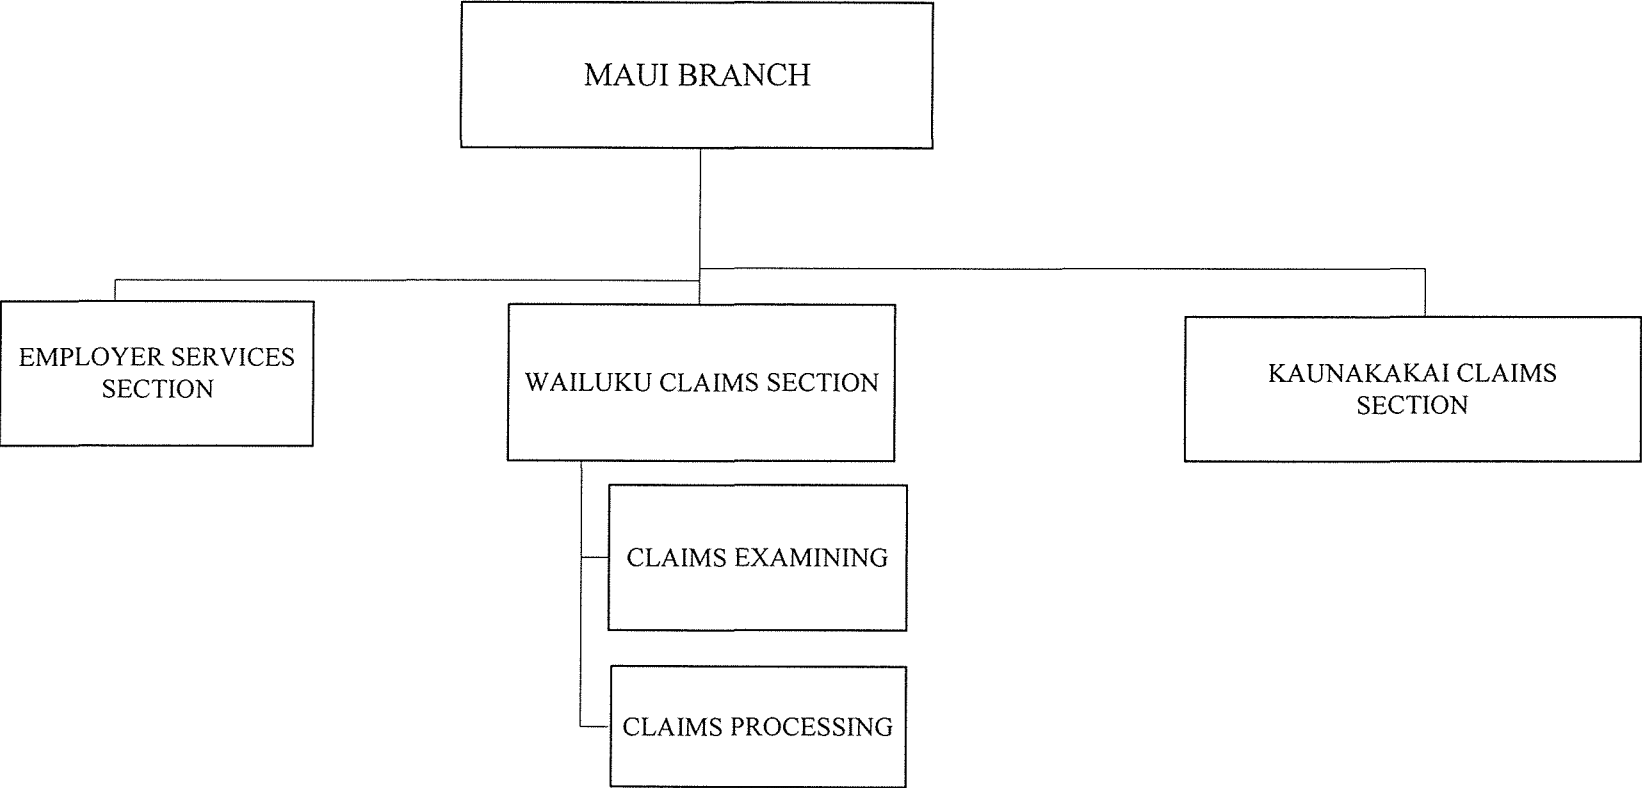 MAUI BRANCH
EMPLOYER SERVICES
SECTION
WAILUKU CLAIMS SECTION
KAUNAKAKAI CLAIMS
SECTION
CLAIMS EXAMINING
CLAIMS PROCESSING